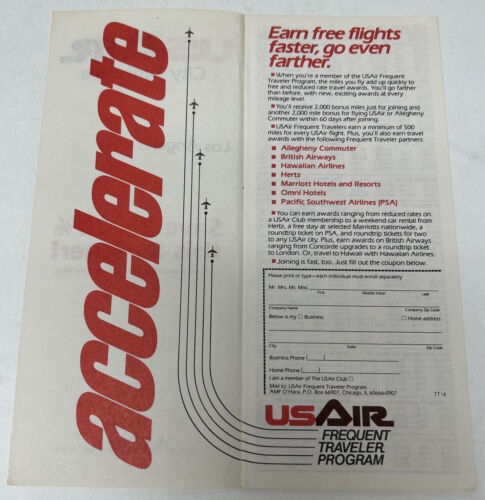 accelerate
Earn free flights
faster, go even
farther.
■ When you're a member of the USAir Frequent
Traveler Program, the miles you fly add up quickly to
free and reduced rate travel awards. You'll go farther
than before, with new, exciting awards at every
mileage level.
■ You'll receive 2,000 bonus miles just for joining and
another 2,000 mile bonus for flying USAir or Allegheny
Commuter within 60 days after joining.
■ USAir Frequent Travelers earn a minimum of 500
miles for every USAir flight. Plus, you'll also earn travel
awards with the following Frequent Traveler partners:
■ Allegheny Commuter
■ British Airways
■ Hawaiian Airlines
■ Hertz
■ Marriott Hotels and Resorts
■ Omni Hotels
■ Pacific Southwest Airlines (PSA)
■ You can earn awards ranging from reduced rates on
a USAir Club membership to a weekend car rental from
Hertz, a free stay at selected Marriotts nationwide, a
roundtrip ticket on PSA, and roundtrip tickets for two
to any USAir city. Plus, earn awards on British Airways
ranging from Concorde upgrades to a roundtrip ticket
to London. Or, travel to Hawaii with Hawaiian Airlines.
■ Joining is fast, too. Just fill out the coupon below.
Please print or type—each individual must enroll separately
Mr. Mrs. Ms. Miss
First Middle Initial Last
Company Name Company Zip Code
Below is my ☐ Business ☐ Home address
City State Zip Code
Business Phone ( )
Home Phone ( )
I am a member of The USAir Club ☐
Mail to: USAir Frequent Traveler Program
AMF O'Hara, P.O. Box 66907, Chicago, IL 60666-0907 TT16
USAIR
FREQUENT
TRAVELER
PROGRAM